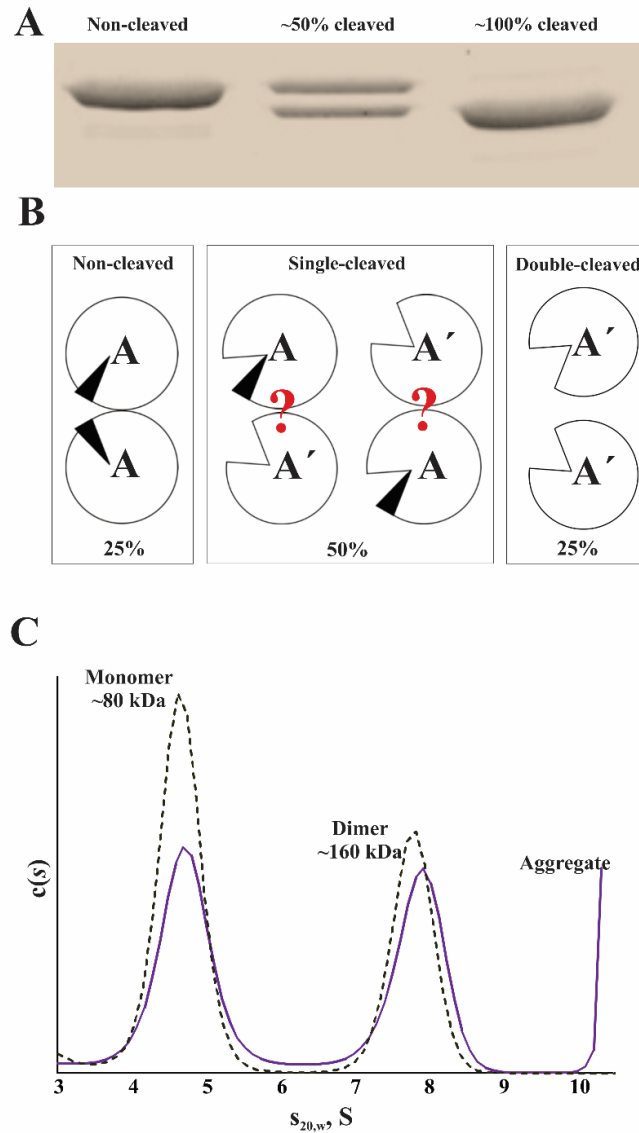 A
Non-cleaved ~50% cleaved ~100% cleaved
B
Non-cleaved Single-cleaved Double-cleaved
A A A´ A´
? ?
A A´ A A´
25% 50% 25%
C
Monomer
~80 kDa
Dimer
~160 kDa
Aggregate
c(s)
3 4 5 6 7 8 9 10
s20,w, S